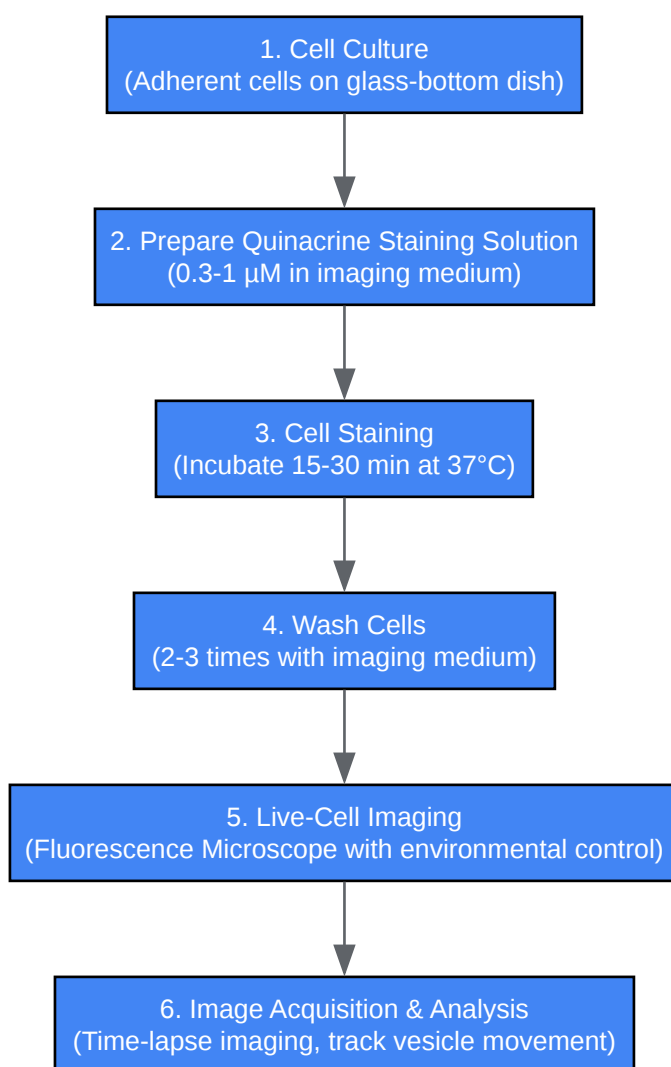 1. Cell Culture
(Adherent cells on glass-bottom dish)
2. Prepare Quinacrine Staining Solution
(0.3-1 µM in imaging medium)
3. Cell Staining
(Incubate 15-30 min at 37°C)
4. Wash Cells
(2-3 times with imaging medium)
5. Live-Cell Imaging
(Fluorescence Microscope with environmental control)
6. Image Acquisition & Analysis
(Time-lapse imaging, track vesicle movement)